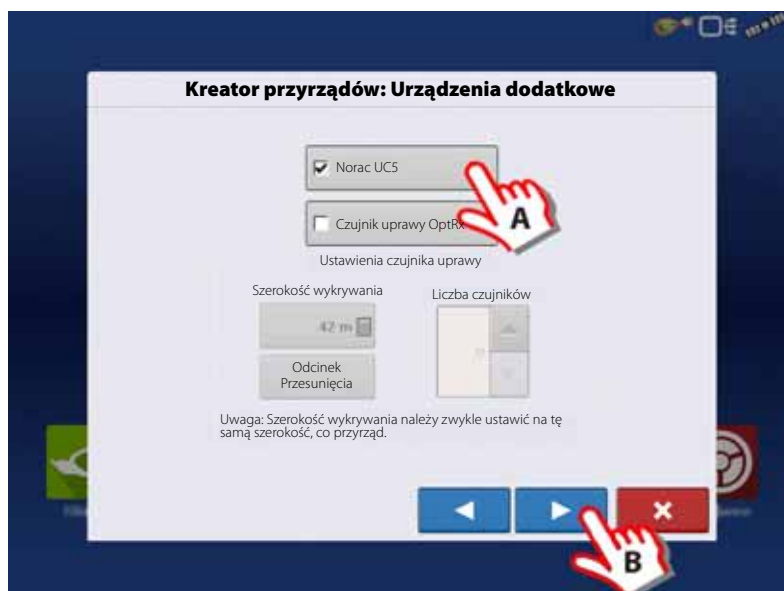 Kreator przyrządów: Urządzenia dodatkowe
Norac UC5
Czujnik uprawy OptRx
A
Ustawienia czujnika uprawy
Szerokość wykrywania
Liczba czujników
42 m
Odcinek
Przesunięcia
Uwaga: Szerokość wykrywania należy zwykle ustawić na tę
samą szerokość, co przyrząd.
B